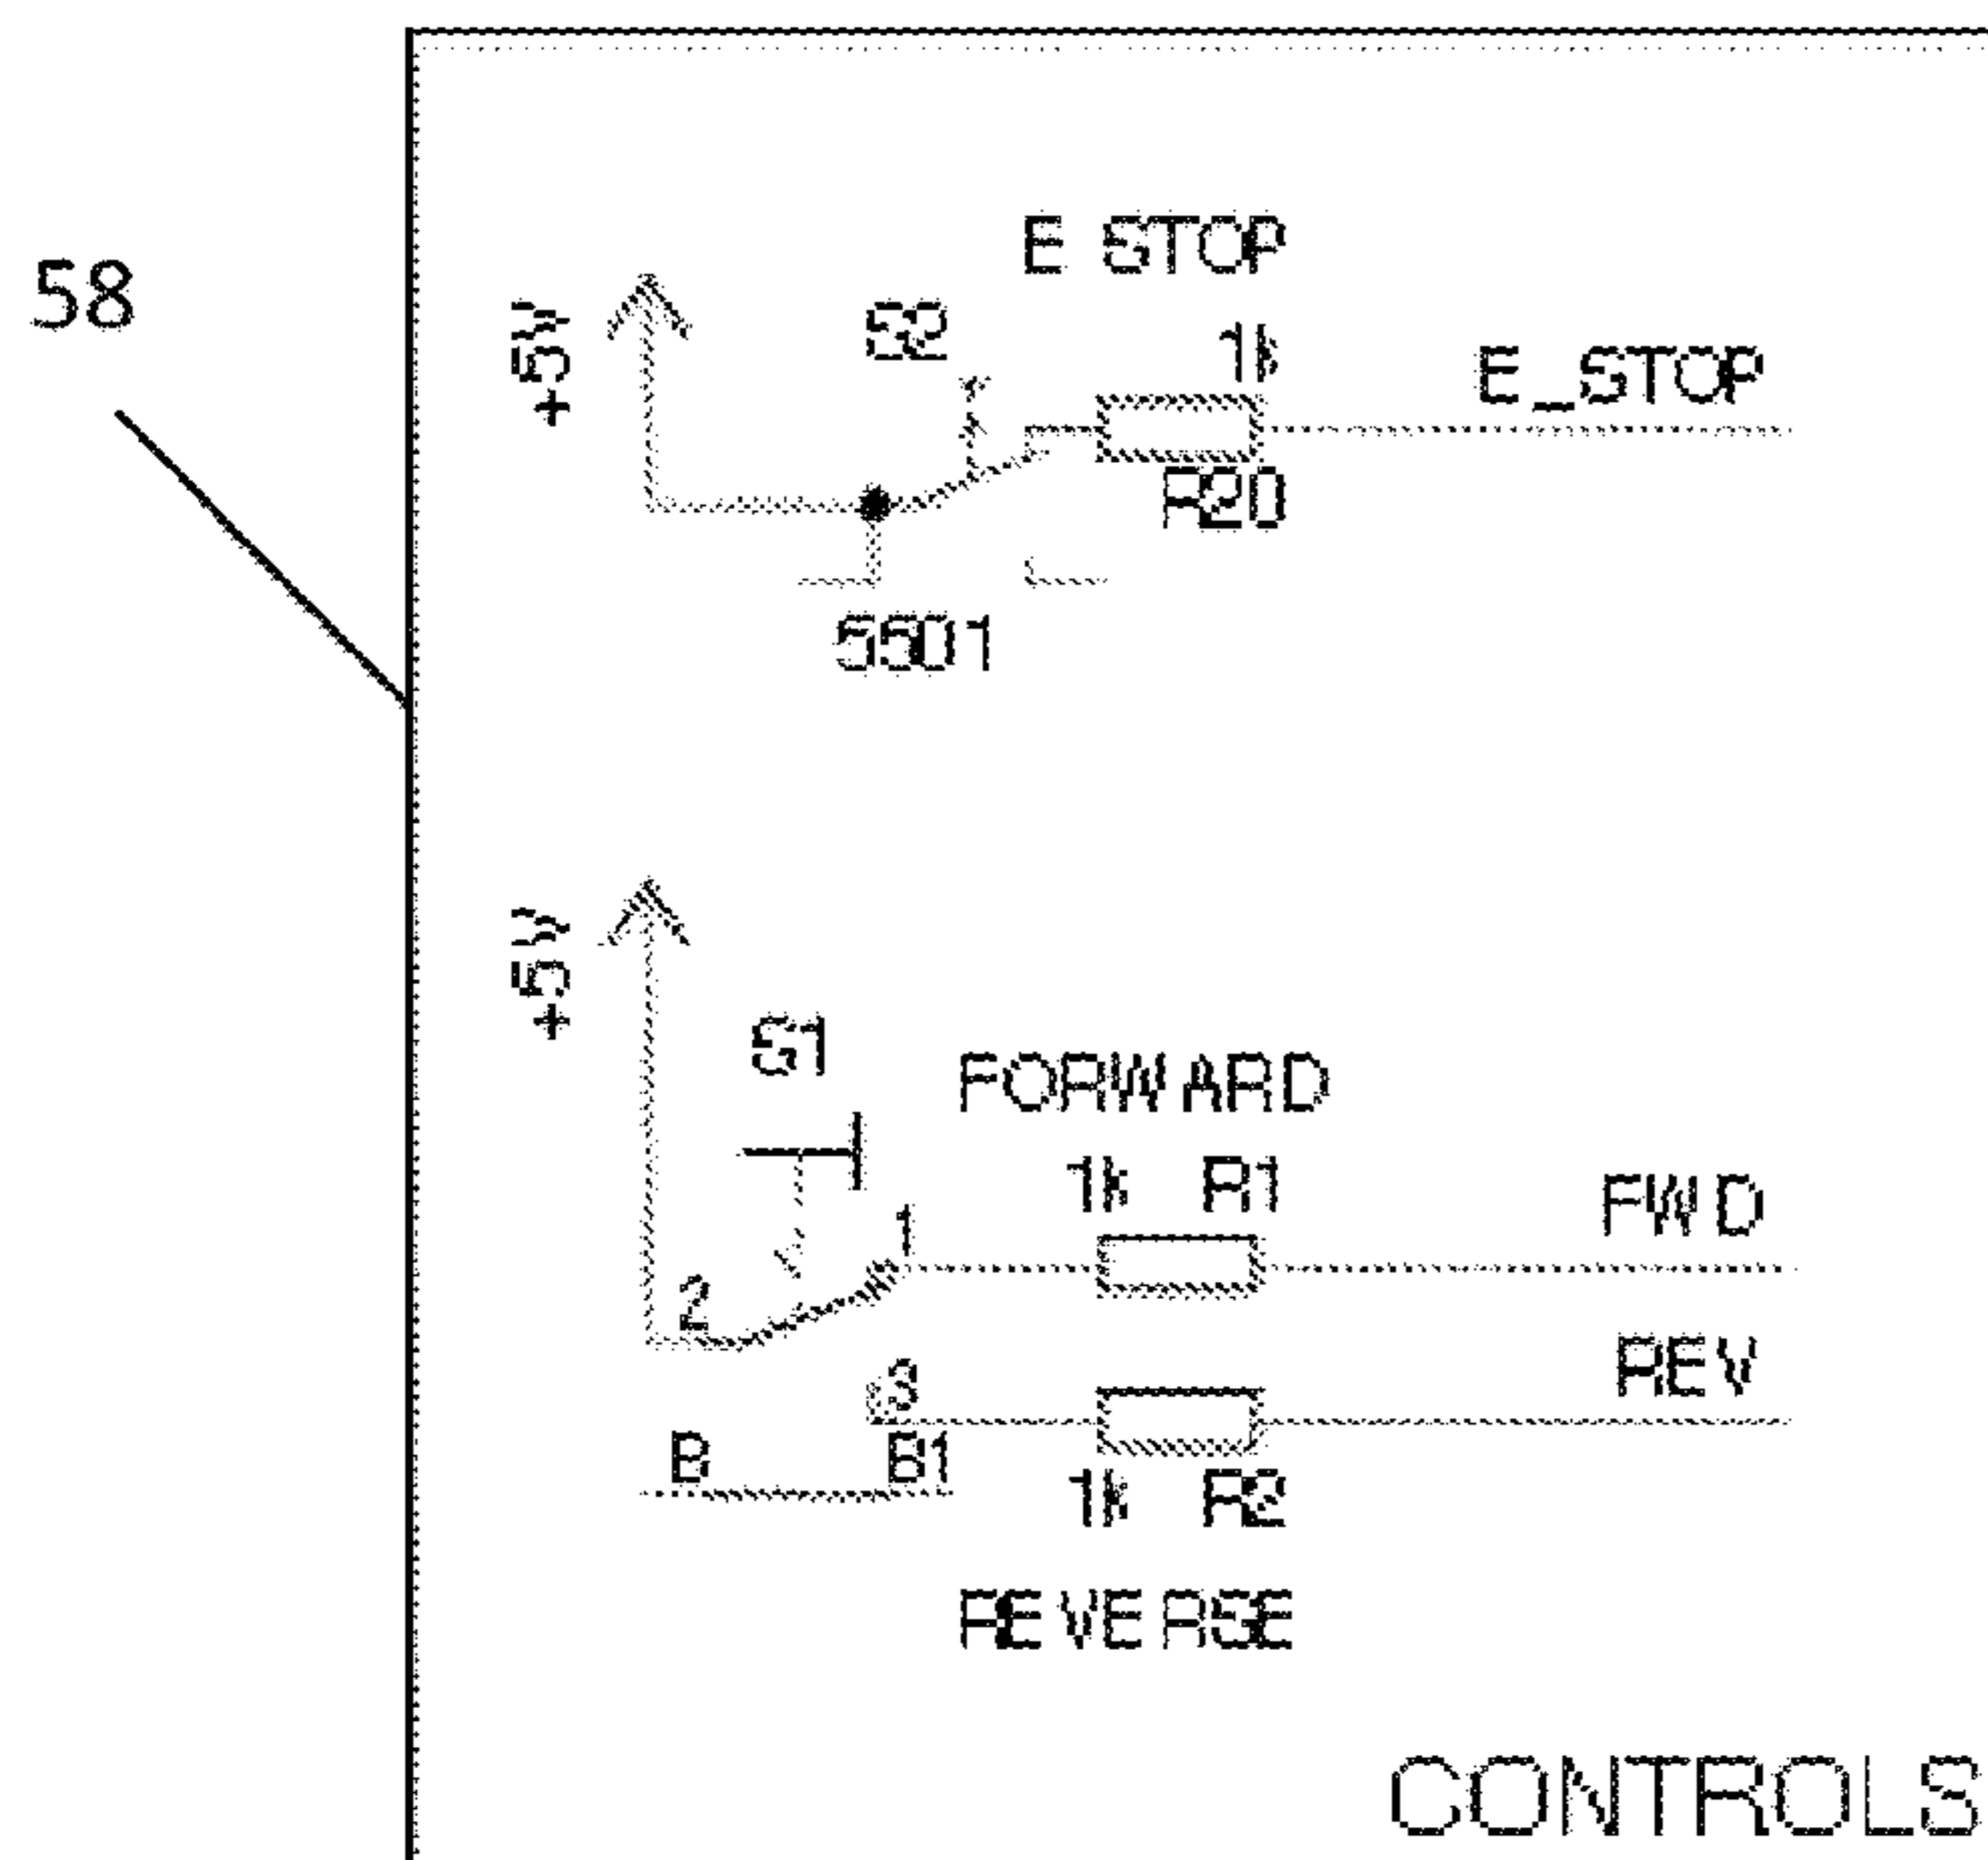 58
E STOP
+5V
S2
1k
E_STOP
R20
5501
+5V
S1
FORWARD
1k R1
FWD
1
2
REV
3
B B1
1k R2
REVERSE
CONTROLS